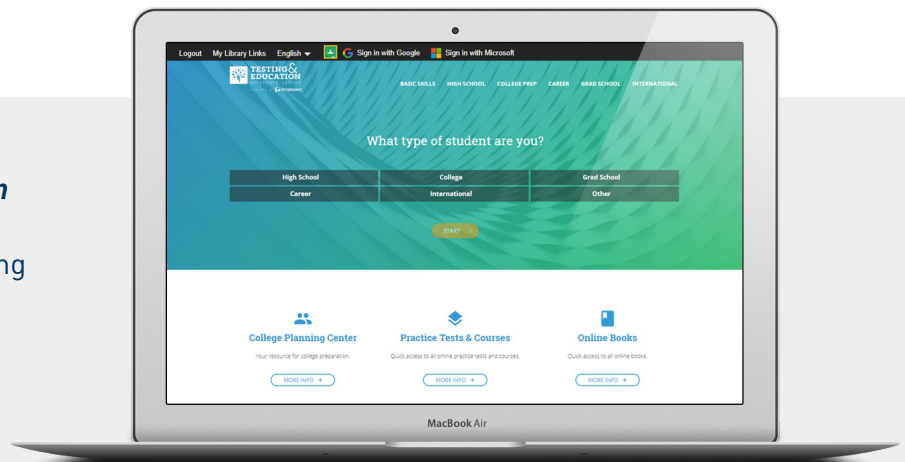 n
ng
Logout My Library Links English Sign in with Google Sign in with Microsoft
TESTING &
EDUCATION
PETERSON'S
BASIC SKILLS HIGH SCHOOL COLLEGE PREP CAREER GRAD SCHOOL INTERNATIONAL
What type of student are you?
High School College Grad School
Career International Other
START
College Planning Center Practice Tests & Courses Online Books
Your resource for college preparation. Quick access to all online practice tests and courses. Quick access to all online books.
MORE INFO → MORE INFO → MORE INFO →
MacBook Air